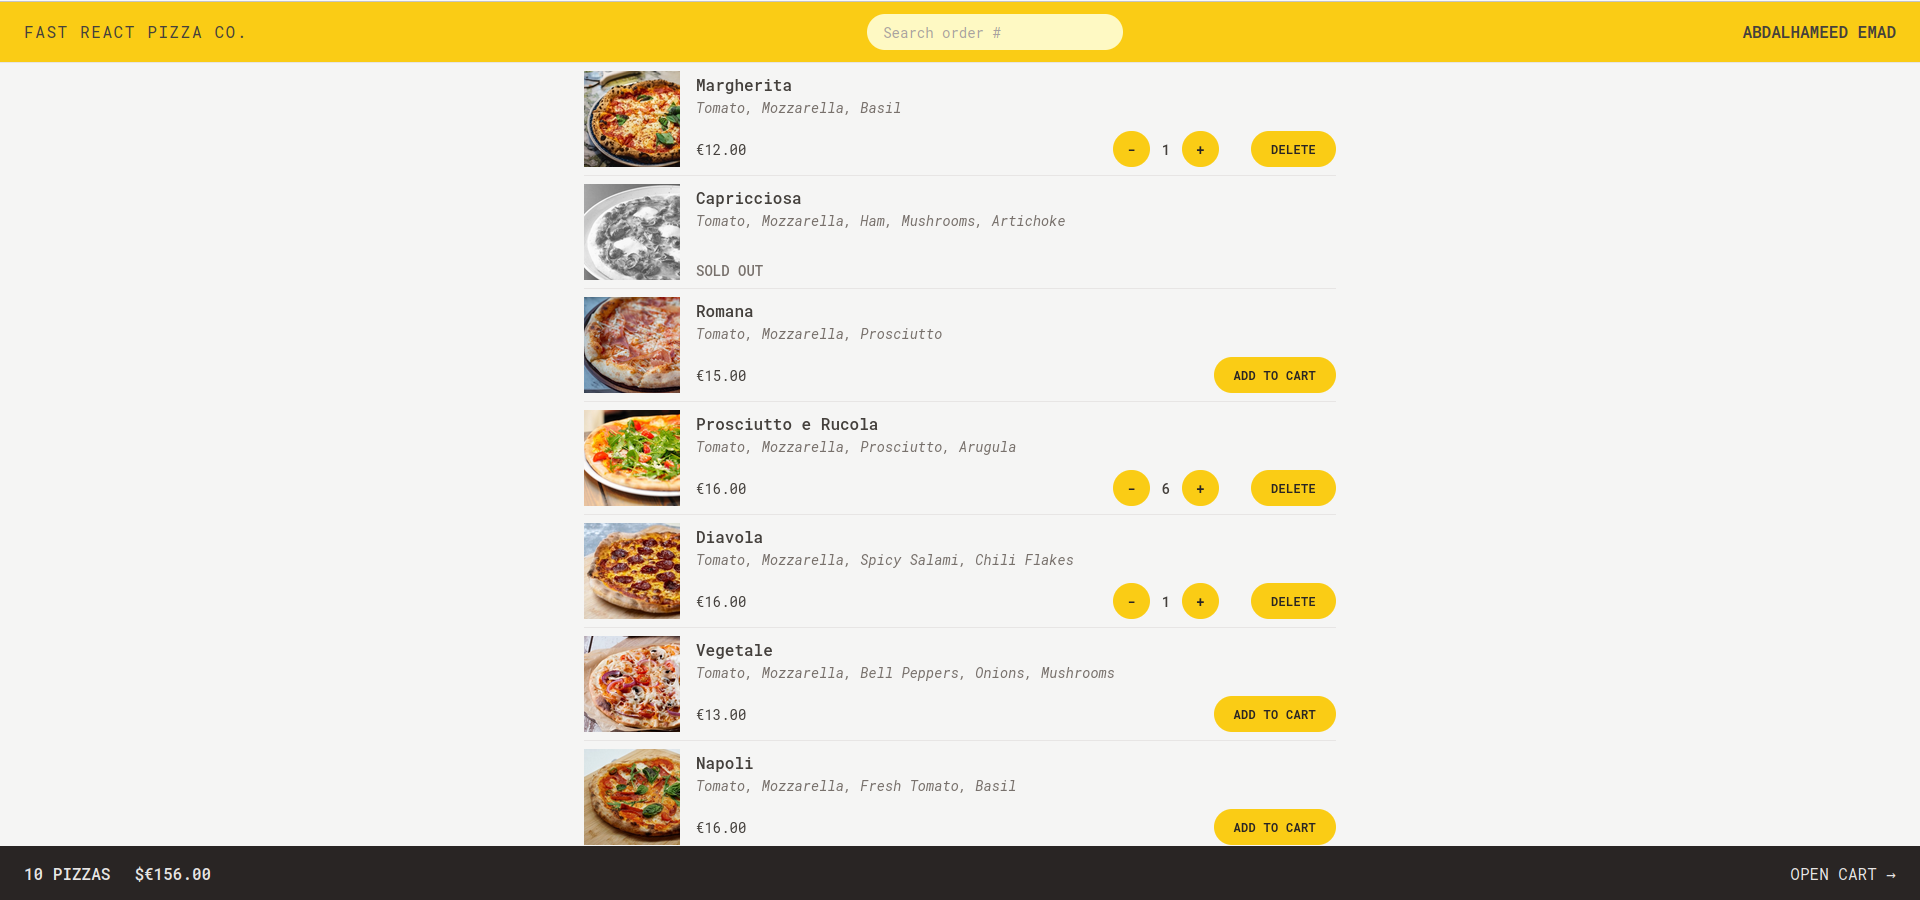 FAST REACT PIZZA CO.
Search order #
ABDALHAMEED EMAD
Margherita
Tomato, Mozzarella, Basil
€12.00
- 1 + DELETE
Capricciosa
Tomato, Mozzarella, Ham, Mushrooms, Artichoke
SOLD OUT
Romana
Tomato, Mozzarella, Prosciutto
€15.00
ADD TO CART
Prosciutto e Rucola
Tomato, Mozzarella, Prosciutto, Arugula
€16.00
- 6 + DELETE
Diavola
Tomato, Mozzarella, Spicy Salami, Chili Flakes
€16.00
- 1 + DELETE
Vegetale
Tomato, Mozzarella, Bell Peppers, Onions, Mushrooms
€13.00
ADD TO CART
Napoli
Tomato, Mozzarella, Fresh Tomato, Basil
€16.00
ADD TO CART
10 PIZZAS $€156.00
OPEN CART →